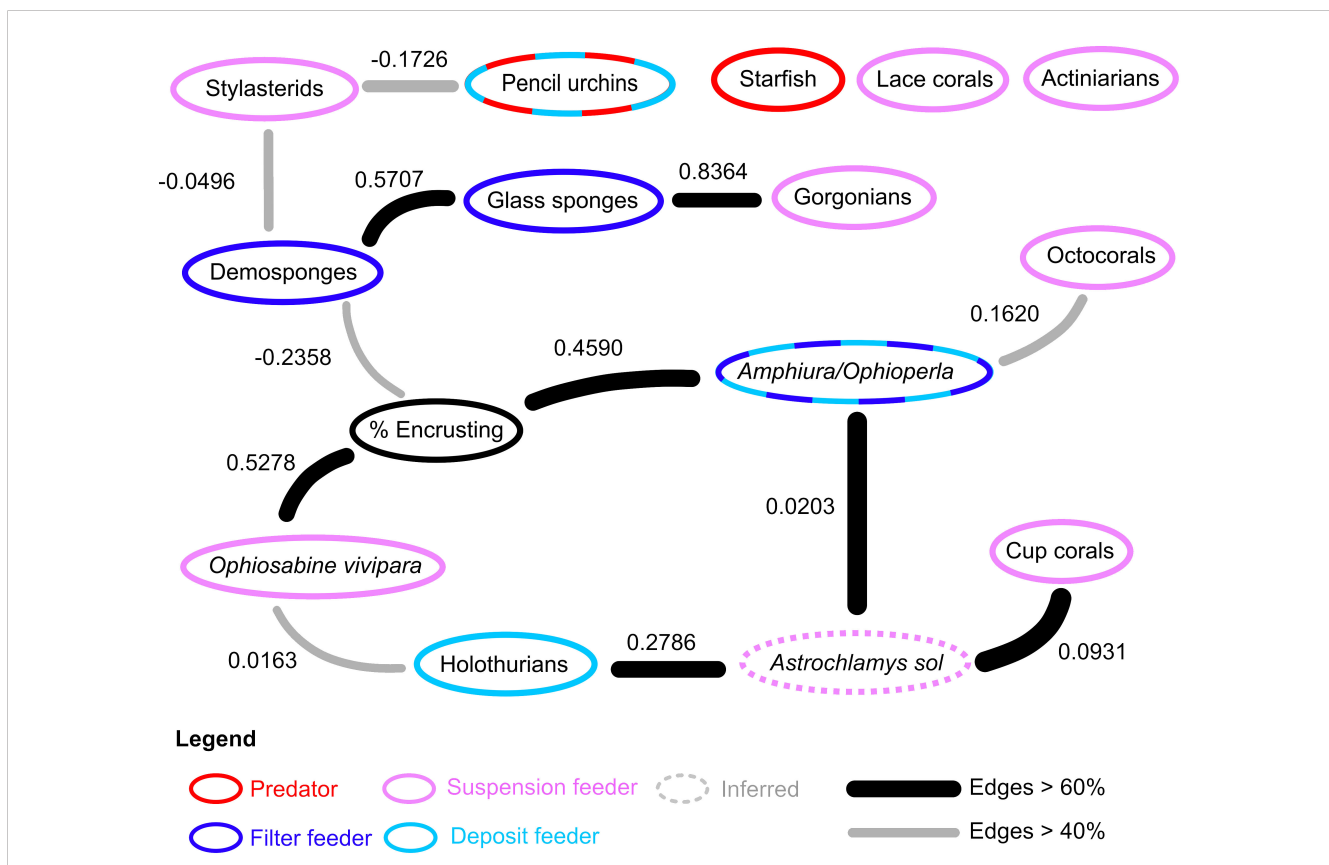 -0.1726
Stylasterids
Pencil urchins
Starfish
Lace corals
Actiniarians
-0.0496
0.5707
0.8364
Glass sponges
Gorgonians
Demosponges
Octocorals
0.1620
-0.2358
0.4590
Amphiura/Ophioperla
% Encrusting
0.5278
0.0203
Cup corals
Ophiosabine vivipara
0.0163
Holothurians
0.2786
Astrochlamys sol
0.0931
Legend
Predator
Suspension feeder
Inferred
Edges > 60%
Filter feeder
Deposit feeder
Edges > 40%